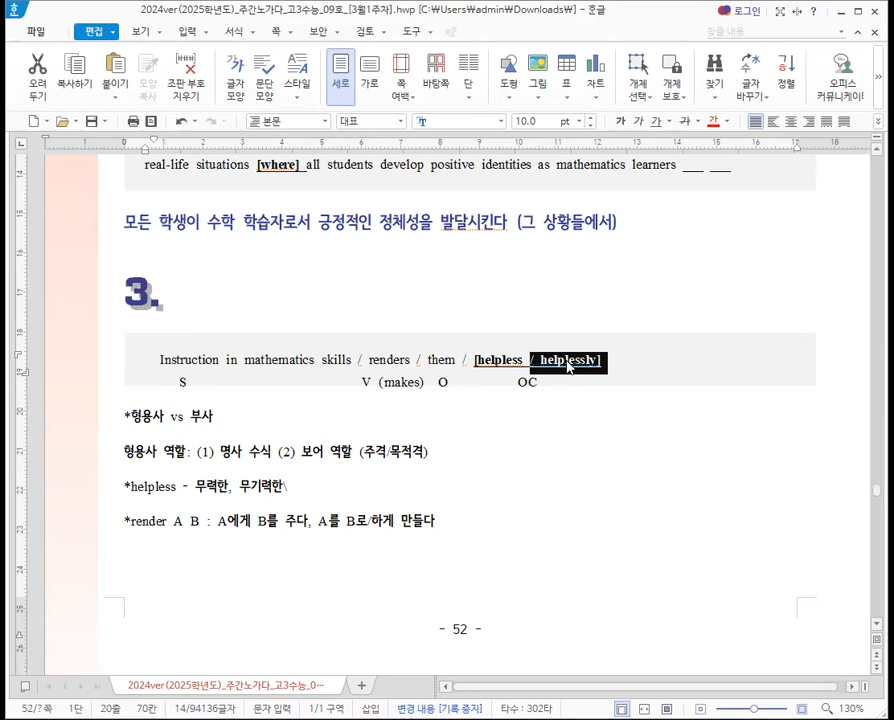 2024ver(2025학년도)_주간노가다_고3수능_09호_[3월1주차].hwp [C:₩Users₩admin₩Downloads₩] - 한글
로그인
파일 편집 보기 입력 서식 쪽 보안 검토 도구 찾을 내용
오려 두기 복사하기 붙이기 모양 복사 조판 부호 지우기 글자 모양 문단 모양 스타일 세로 가로 쪽 여백 바탕쪽 단 도형 그림 표 차트 개체 선택 개체 보호 찾기 글자 바꾸기 정렬 오피스 커뮤니케이
본문 대표 10.0 pt 가 가 가 가 가
real-life situations [where] all students develop positive identities as mathematics learners ___ ___
모든 학생이 수학 학습자로서 긍정적인 정체성을 발달시킨다 (그 상황들에서)
3.
Instruction in mathematics skills / renders / them / [helpless / helplessly]
S V (makes) O OC
*형용사 vs 부사
형용사 역할: (1) 명사 수식 (2) 보어 역할 (주격/목적격)
*helpless - 무력한, 무기력한\
*render A B : A에게 B를 주다, A를 B로/하게 만들다
- 52 -
2024ver(2025학년도)_주간노가다_고3수능_0…
52/?쪽 1단 20줄 70칸 14/94136글자 문자 입력 1/1 구역 삽입 변경 내용 [기록 중지] 타수 : 302타 130%